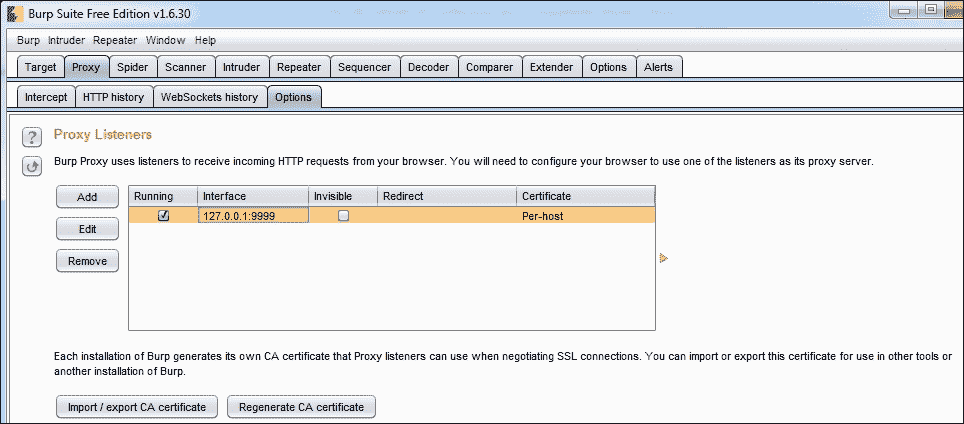 Burp Suite Free Edition v1.6.30
Burp Intruder Repeater Window Help
Target Proxy Spider Scanner Intruder Repeater Sequencer Decoder Comparer Extender Options Alerts
Intercept HTTP history WebSockets history Options
? Proxy Listeners
Burp Proxy uses listeners to receive incoming HTTP requests from your browser. You will need to configure your browser to use one of the listeners as its proxy server.
Add Running Interface Invisible Redirect Certificate
127.0.0.1:9999 Per-host
Edit
Remove
Each installation of Burp generates its own CA certificate that Proxy listeners can use when negotiating SSL connections. You can import or export this certificate for use in other tools or
another installation of Burp.
Import / export CA certificate Regenerate CA certificate